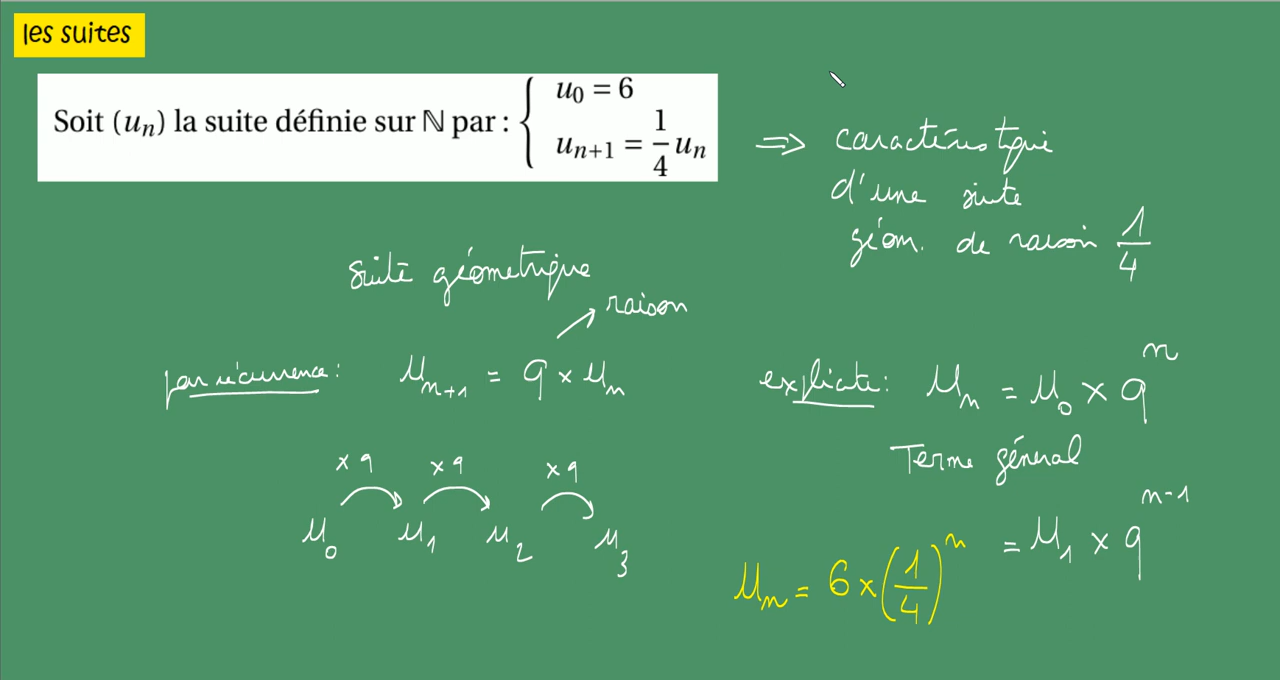 les suites
Soit (uₙ) la suite définie sur ℕ par : { u₀ = 6
uₙ₊₁ = 1/4 uₙ
=> caractéristique
d'une suite
géom. de raison 1/4
suite géométrique
raison
par récurrence : uₙ₊₁ = q × uₙ
explicite : uₙ = u₀ × qⁿ
Terme général
= u₁ × qⁿ⁻¹
×q ×q ×q
u₀ u₁ u₂ u₃
uₙ = 6 × (1/4)ⁿ